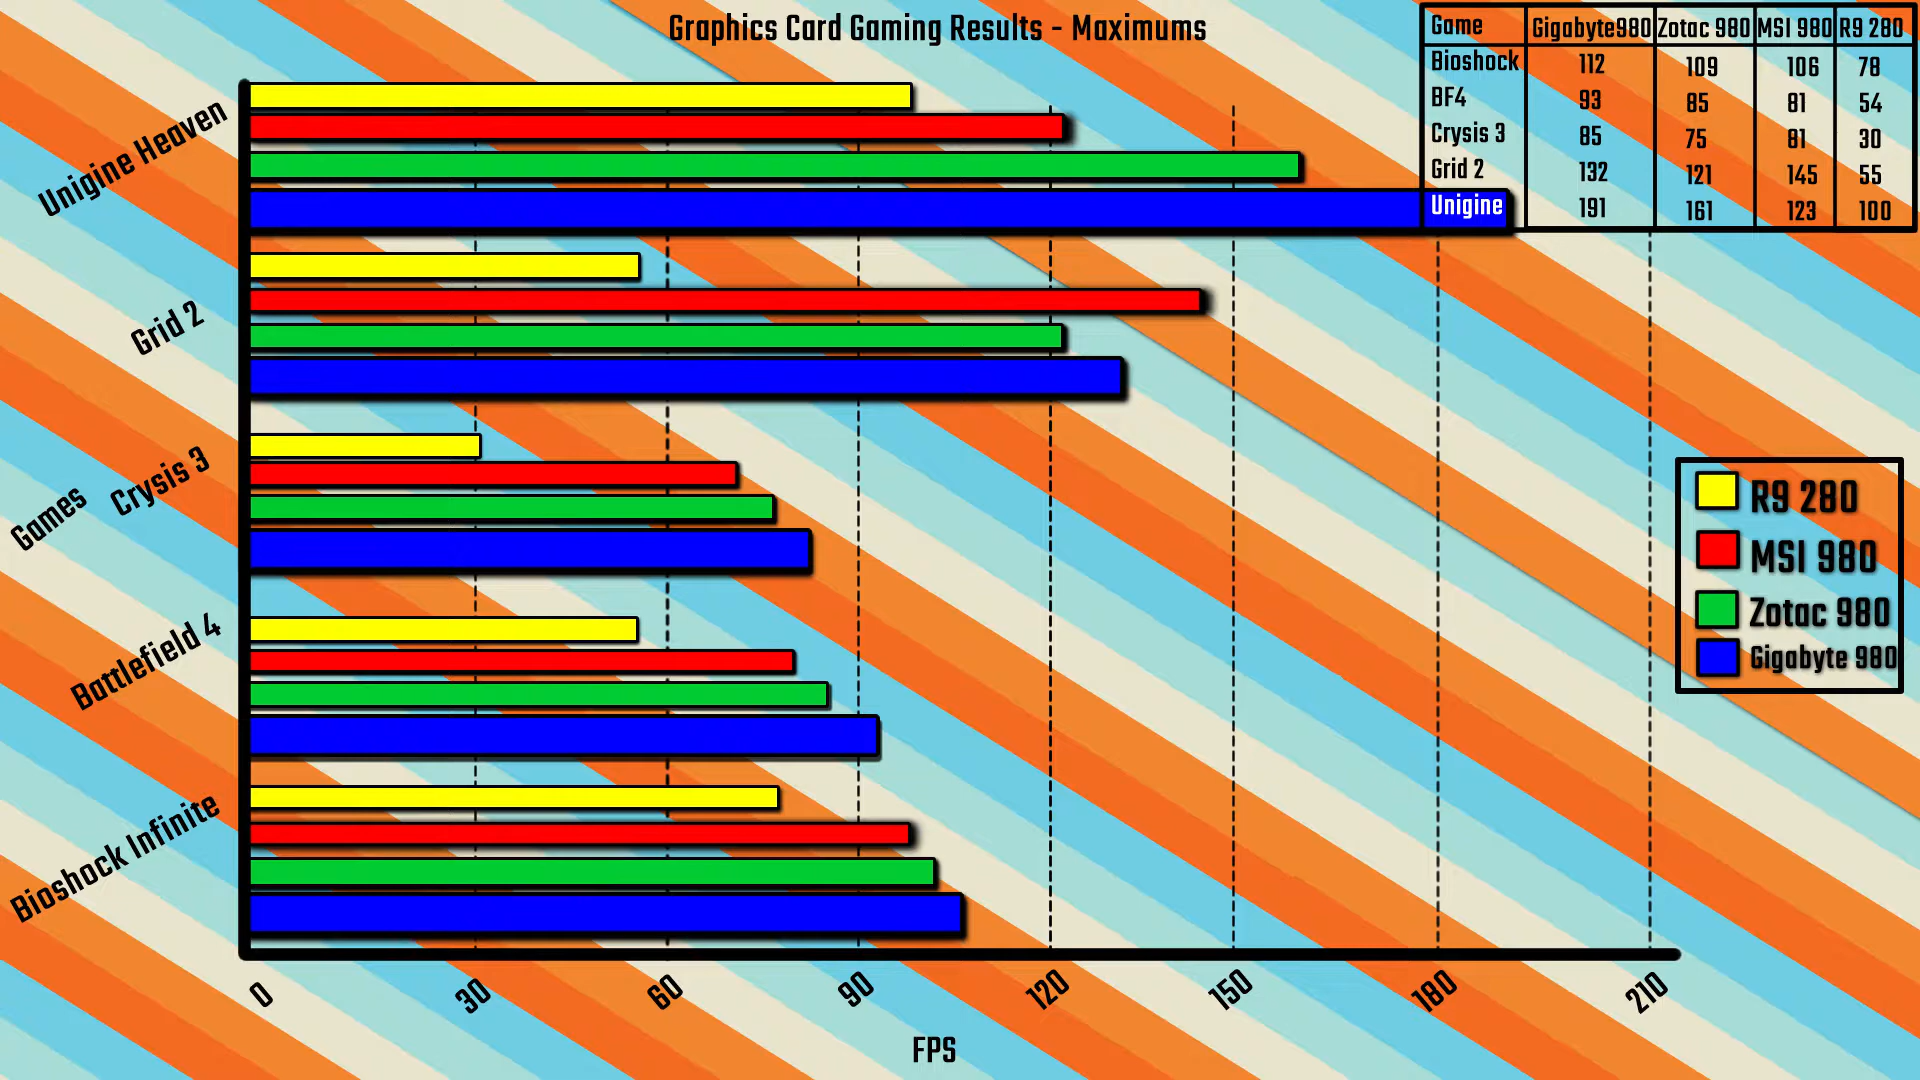 Graphics Card Gaming Results - Maximums
Game Gigabyte980 Zotac 980 MSI 980 R9 280
Bioshock 112 109 106 78
BF4 93 85 81 54
Crysis 3 85 75 81 30
Grid 2 132 121 145 55
Unigine 191 161 123 100
Unigine Heaven
Grid 2
Crysis 3
Games
Battlefield 4
Bioshock Infinite
R9 280
MSI 980
Zotac 980
Gigabyte 980
0 30 60 90 120 150 180 210
FPS